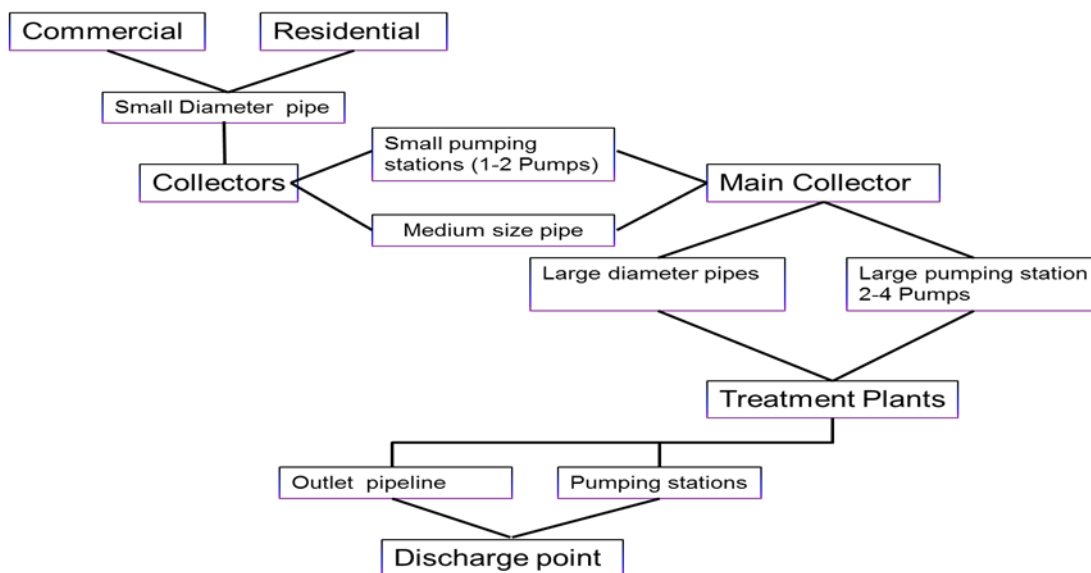 Commercial
Residential
Small Diameter pipe
Small pumping
stations (1-2 Pumps)
Collectors
Main Collector
Medium size pipe
Large diameter pipes
Large pumping station
2-4 Pumps
Treatment Plants
Outlet pipeline
Pumping stations
Discharge point